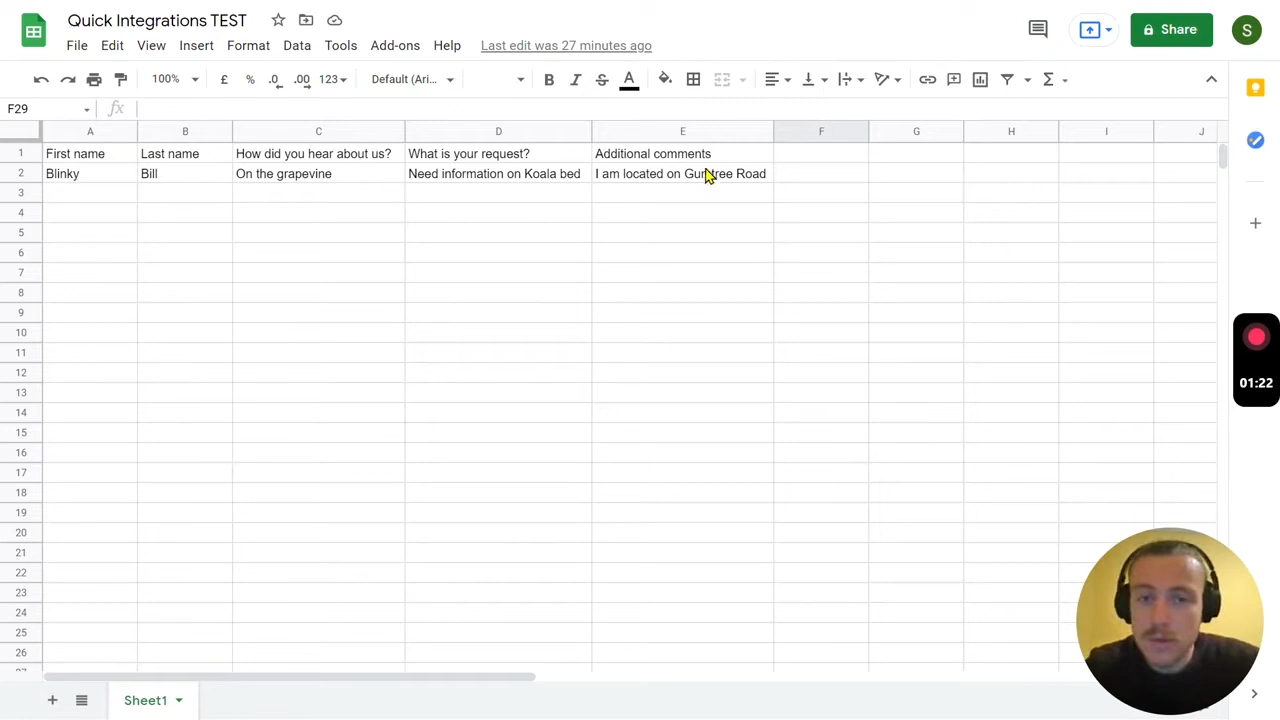 Quick Integrations TEST
File Edit View Insert Format Data Tools Add-ons Help Last edit was 27 minutes ago
Share S
100% £ % .0 .00 123 Default (Ari... B I S A Σ
F29 fx
A B C D E F G H I J
1 First name Last name How did you hear about us? What is your request? Additional comments
2 Blinky Bill On the grapevine Need information on Koala bed I am located on Gumtree Road
3
4
5
6
7
8
9
10
11
12
13
14
15
16
17
18
19
20
21
22
23
24
25
26
01:22
Sheet1